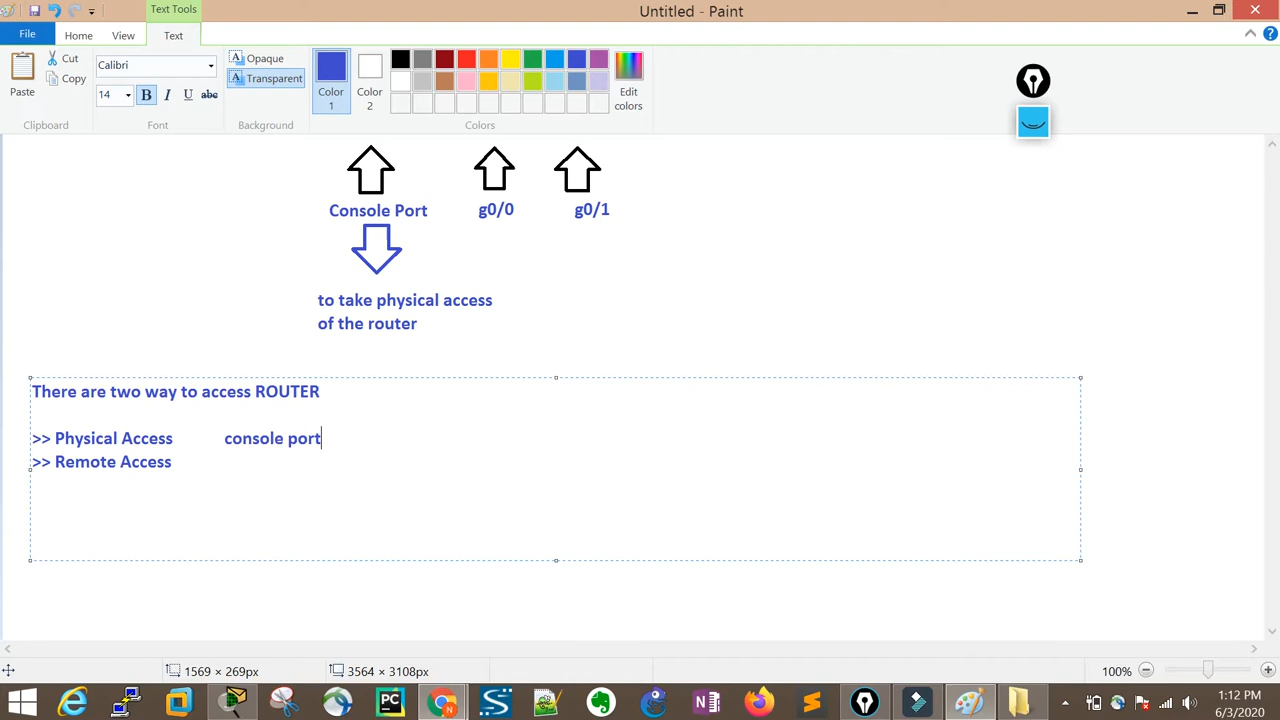 Untitled - Paint
Text Tools
File
Home
View
Text
Paste
Cut
Copy
Clipboard
Calibri
14
B I U abc
Font
Opaque
Transparent
Background
Color 1
Color 2
Edit colors
Colors
Console Port
g0/0
g0/1
to take physical access
of the router
There are two way to access ROUTER
>> Physical Access console port
>> Remote Access
1569 × 269px
3564 × 3108px
100%
PC
1:12 PM
6/3/2020